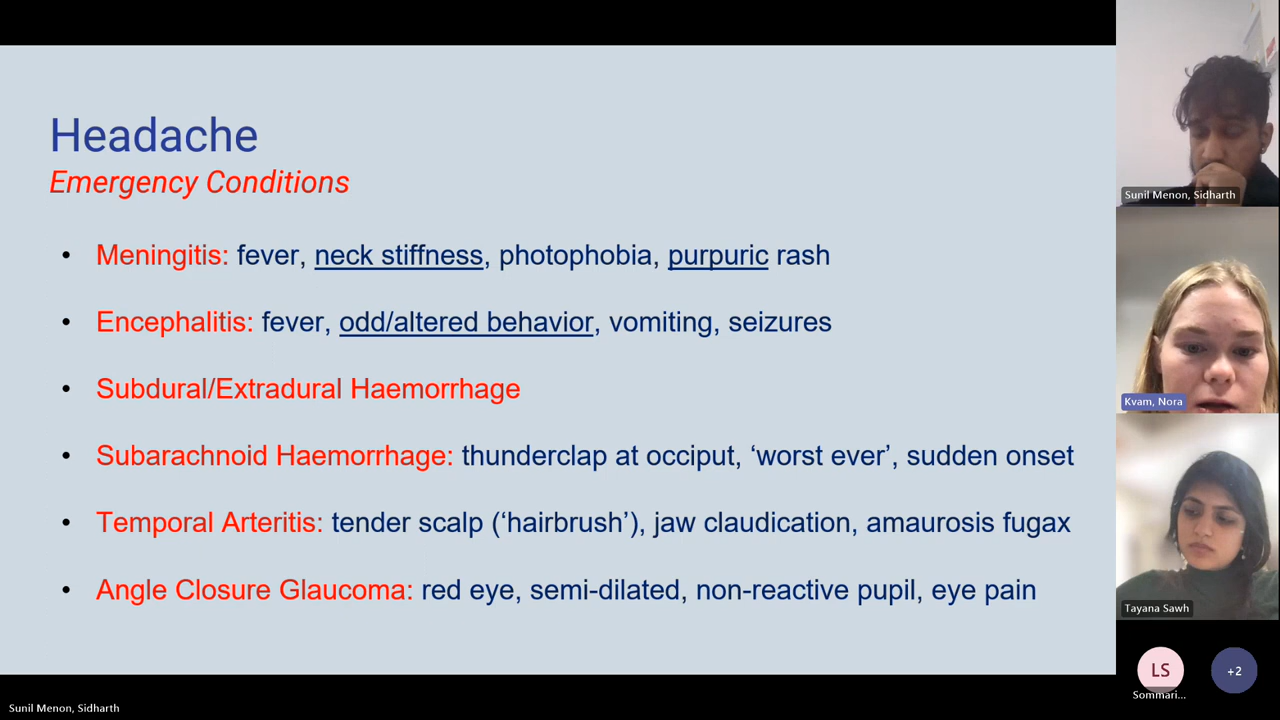 Headache
Emergency Conditions
• Meningitis: fever, neck stiffness, photophobia, purpuric rash
• Encephalitis: fever, odd/altered behavior, vomiting, seizures
• Subdural/Extradural Haemorrhage
• Subarachnoid Haemorrhage: thunderclap at occiput, ‘worst ever’, sudden onset
• Temporal Arteritis: tender scalp (‘hairbrush’), jaw claudication, amaurosis fugax
• Angle Closure Glaucoma: red eye, semi-dilated, non-reactive pupil, eye pain
Sunil Menon, Sidharth
Kvam, Nora
Tayana Sawh
LS
+2
Sommari...
Sunil Menon, Sidharth